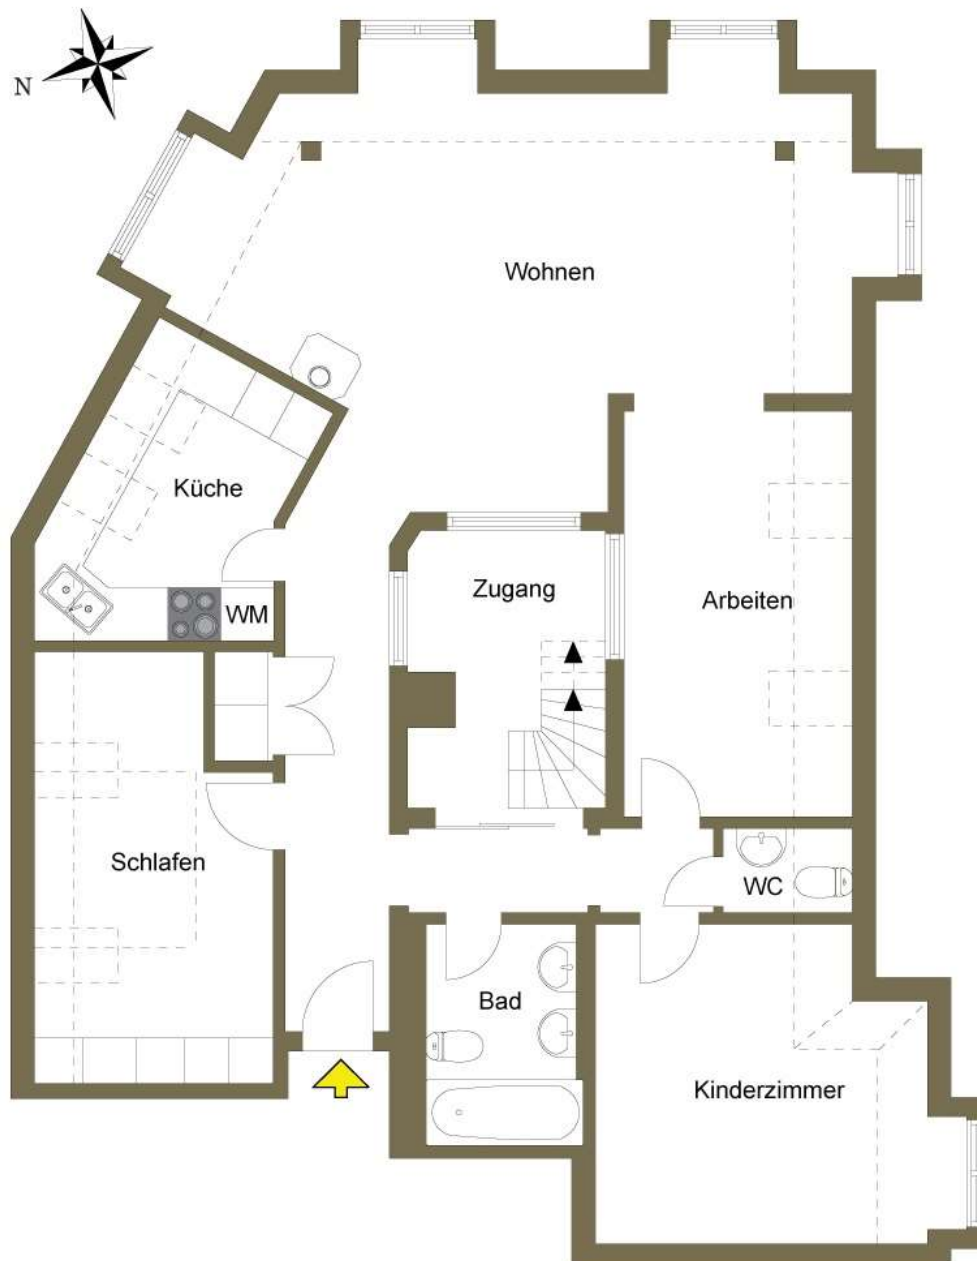 N
Wohnen
Küche
Zugang
WM
Arbeiten
Schlafen
WC
Bad
Kinderzimmer